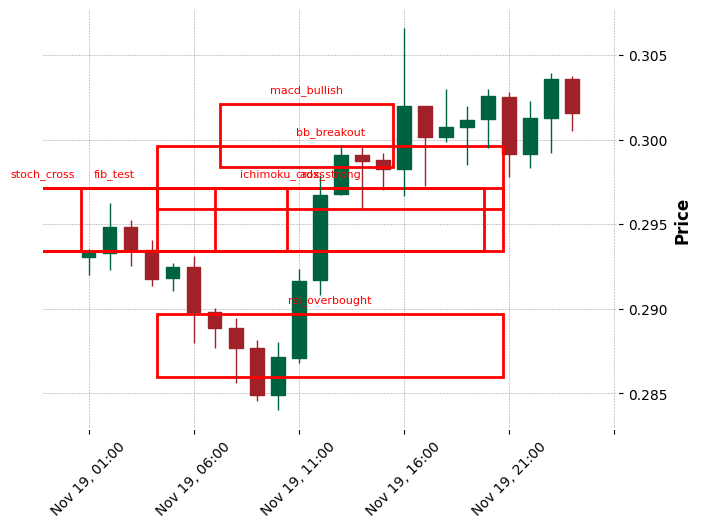 0.305
macd_bullish
0.300
bb_breakout
stoch_cross
fib_test
0.295
Price
0.290
0.285
Nov 19, 01:00
Nov 19, 06:00
Nov 19, 11:00
Nov 19, 16:00
Nov 19, 21:00